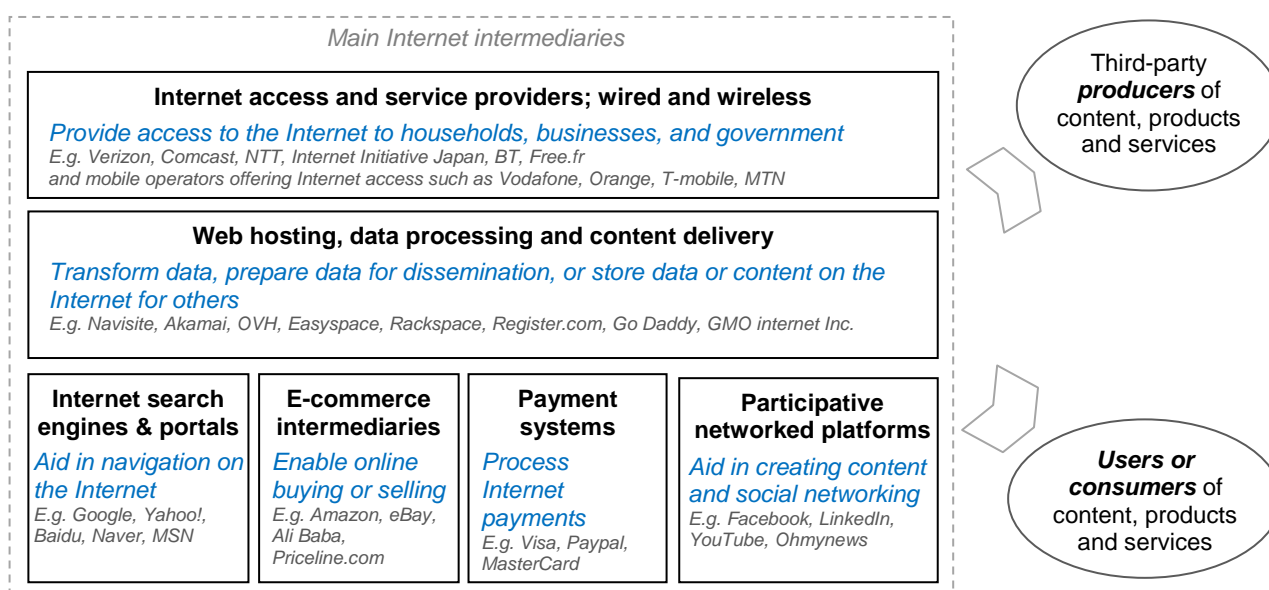 Main Internet intermediaries
Internet access and service providers; wired and wireless
Provide access to the Internet to households, businesses, and government
E.g. Verizon, Comcast, NTT, Internet Initiative Japan, BT, Free.fr
and mobile operators offering Internet access such as Vodafone, Orange, T-mobile, MTN
Web hosting, data processing and content delivery
Transform data, prepare data for dissemination, or store data or content on the
Internet for others
E.g. Navisite, Akamai, OVH, Easyspace, Rackspace, Register.com, Go Daddy, GMO internet Inc.
Internet search
engines & portals
Aid in navigation on
the Internet
E.g. Google, Yahoo!,
Baidu, Naver, MSN
E-commerce
intermediaries
Enable online
buying or selling
E.g. Amazon, eBay,
Ali Baba,
Priceline.com
Payment
systems
Process
Internet
payments
E.g. Visa, Paypal,
MasterCard
Participative
networked platforms
Aid in creating content
and social networking
E.g. Facebook, LinkedIn,
YouTube, Ohmynews
Third-party
producers of
content, products
and services
Users or
consumers of
content, products
and services